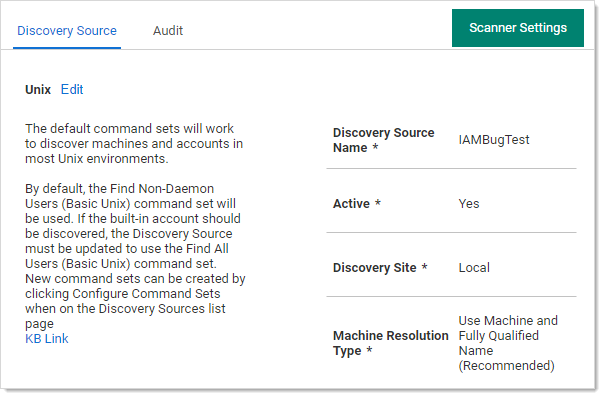 Discovery Source Audit Scanner Settings
Unix Edit
The default command sets will work
to discover machines and accounts in
most Unix environments.
By default, the Find Non-Daemon
Users (Basic Unix) command set will
be used. If the built-in account should
be discovered, the Discovery Source
must be updated to use the Find All
Users (Basic Unix) command set.
New command sets can be created by
clicking Configure Command Sets
when on the Discovery Sources list
page
KB Link
Discovery Source
Name * IAMBugTest
Active * Yes
Discovery Site * Local
Machine Resolution
Type *
Use Machine and
Fully Qualified
Name
(Recommended)